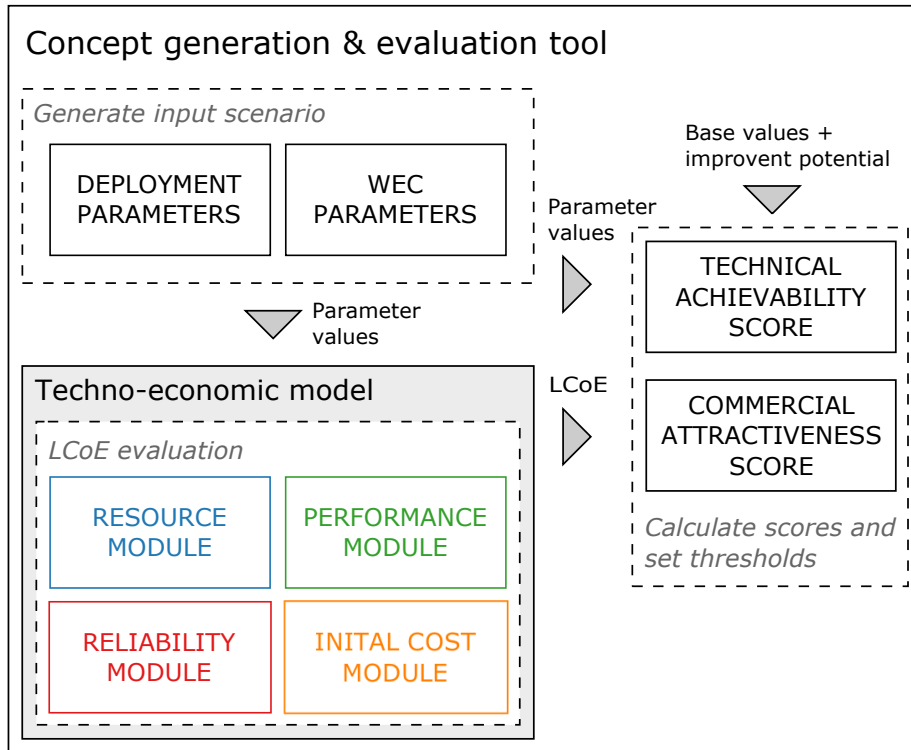 Concept generation & evaluation tool
Generate input scenario
DEPLOYMENT
PARAMETERS
WEC
PARAMETERS
Parameter
values
Base values +
improvent potential
Parameter
values
TECHNICAL
ACHIEVABILITY
SCORE
COMMERCIAL
ATTRACTIVENESS
SCORE
Calculate scores and
set thresholds
Techno-economic model
LCoE
LCoE evaluation
RESOURCE
MODULE
PERFORMANCE
MODULE
RELIABILITY
MODULE
INITAL COST
MODULE